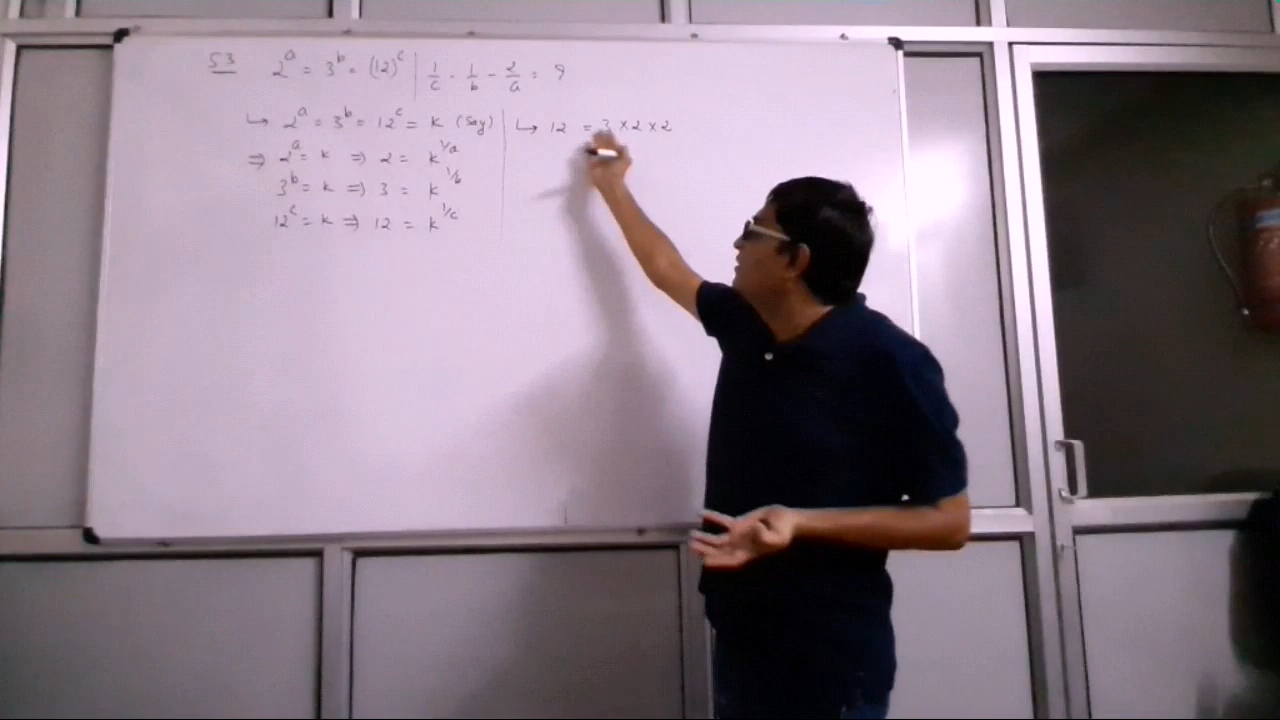 53 2^a = 3^b = (12)^c | 1/c - 1/b - 2/a = ?
↳ 2^a = 3^b = 12^c = k (say)
⇒ 2^a = k ⇒ 2 = k^1/a
3^b = k ⇒ 3 = k^1/b
12^c = k ⇒ 12 = k^1/c
↳ 12 = 3 × 2 × 2